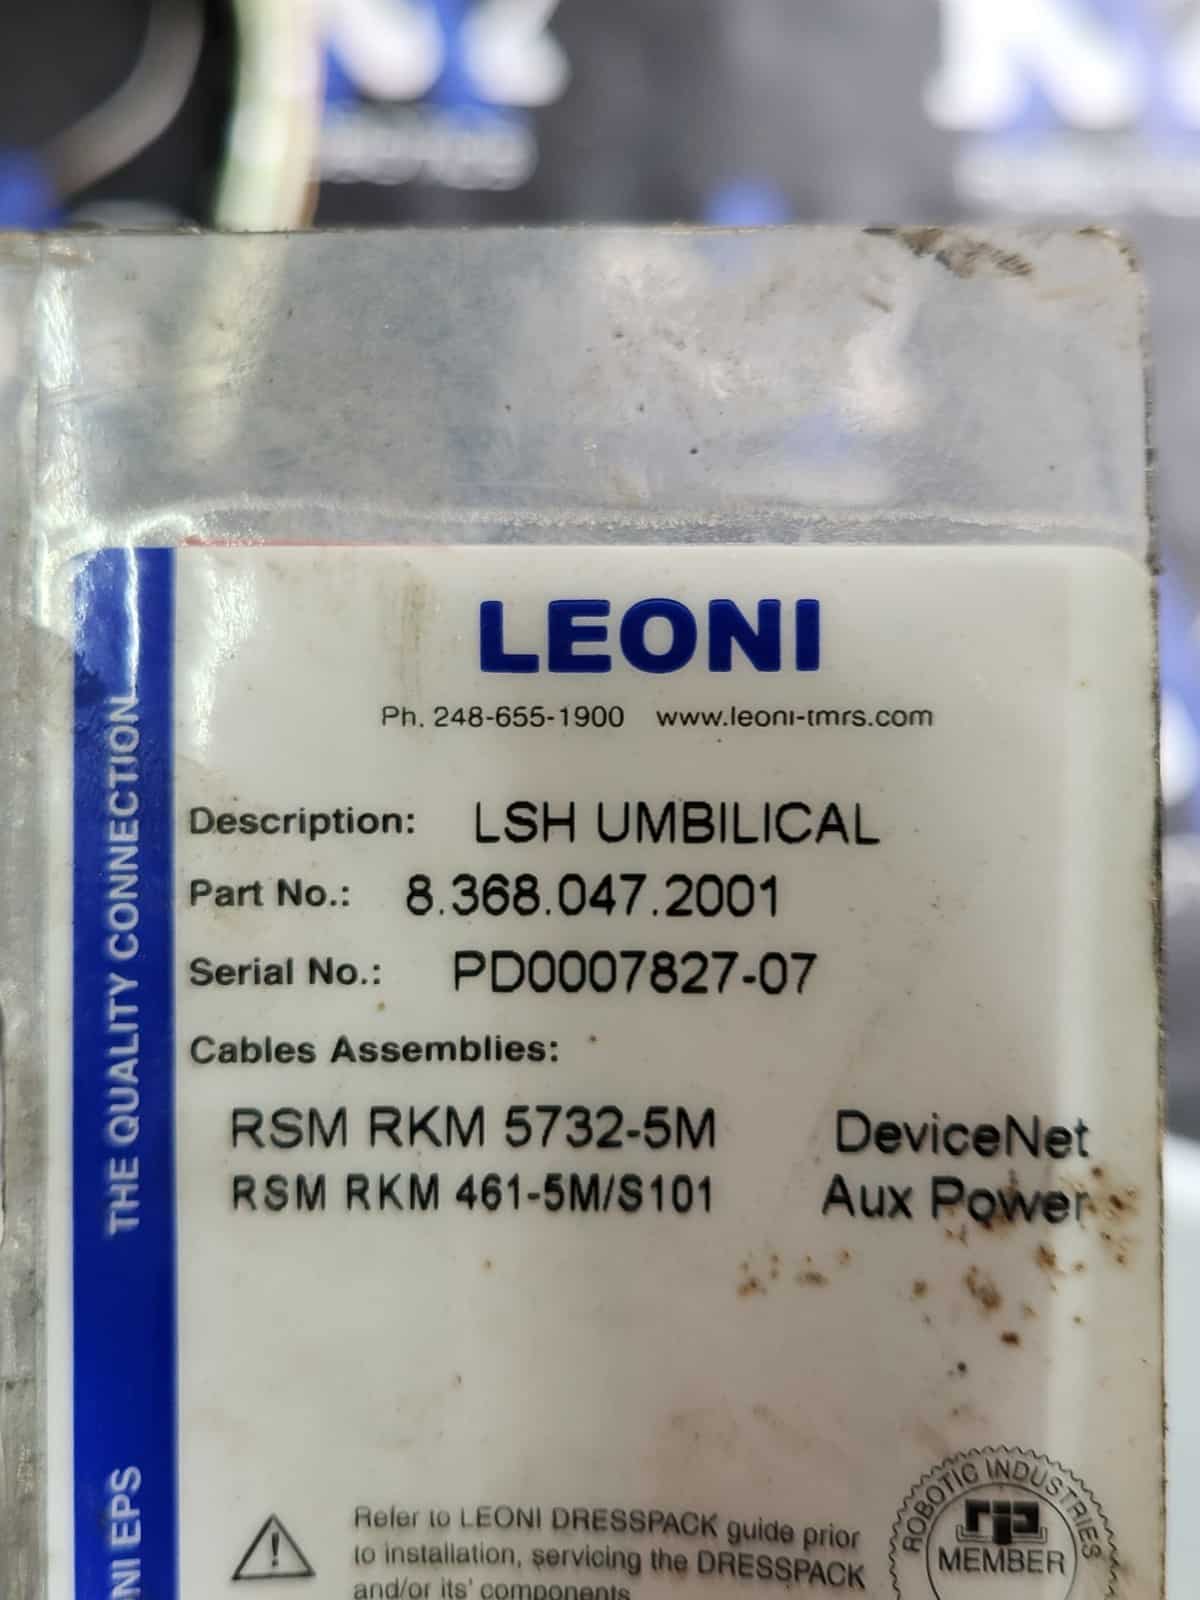 LEONI
Ph. 248-655-1900 www.leoni-tmrs.com
Description: LSH UMBILICAL
Part No.: 8.368.047.2001
Serial No.: PD0007827-07
Cables Assemblies:
RSM RKM 5732-5M DeviceNet
RSM RKM 461-5M/S101 Aux Power
THE QUALITY CONNECTION
NI EPS
Refer to LEONI DRESSPACK guide prior
to installation, servicing the DRESSPACK
and/or its' components
ROBOTIC INDUSTRIES
MEMBER